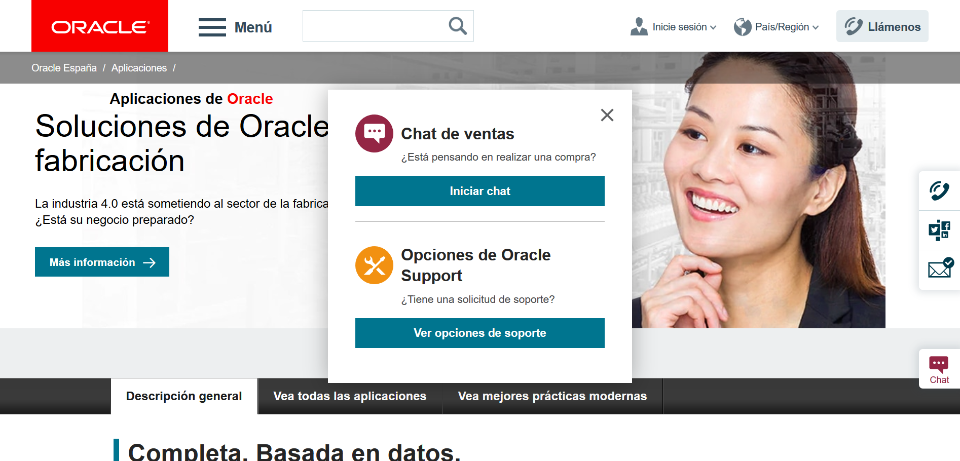 ORACLE
Menú
Inicie sesión
País/Región
Llámenos
Oracle España / Aplicaciones /
Aplicaciones de Oracle
Soluciones de Oracle
fabricación
La industria 4.0 está sometiendo al sector de la fabrica
¿Está su negocio preparado?
Más información
Chat de ventas
¿Está pensando en realizar una compra?
Iniciar chat
Opciones de Oracle
Support
¿Tiene una solicitud de soporte?
Ver opciones de soporte
Chat
Descripción general
Vea todas las aplicaciones
Vea mejores prácticas modernas
Completa. Basada en datos.